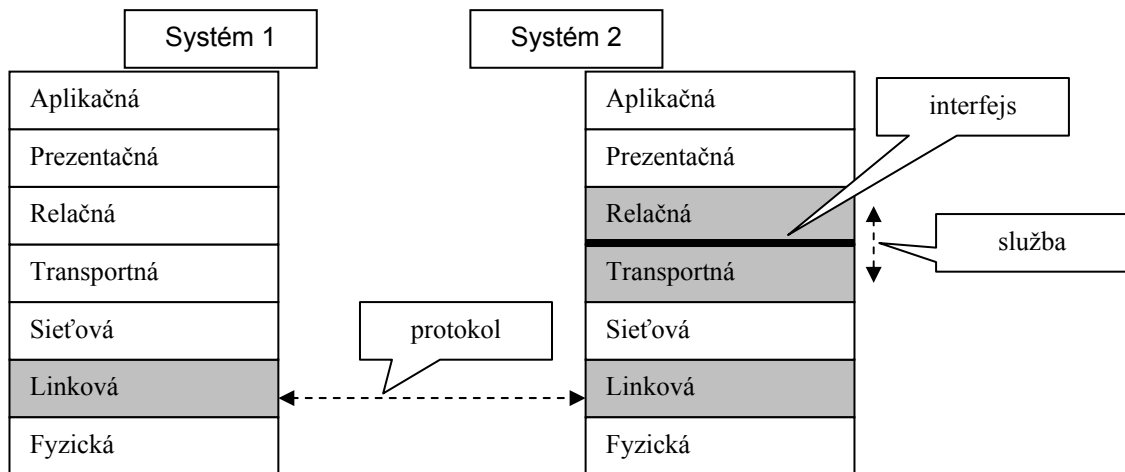 Systém 1
Systém 2
Aplikačná
Prezentačná
Relačná
Transportná
Sieťová
Linková
Fyzická
Aplikačná
Prezentačná
Relačná
Transportná
Sieťová
Linková
Fyzická
interfejs
služba
protokol